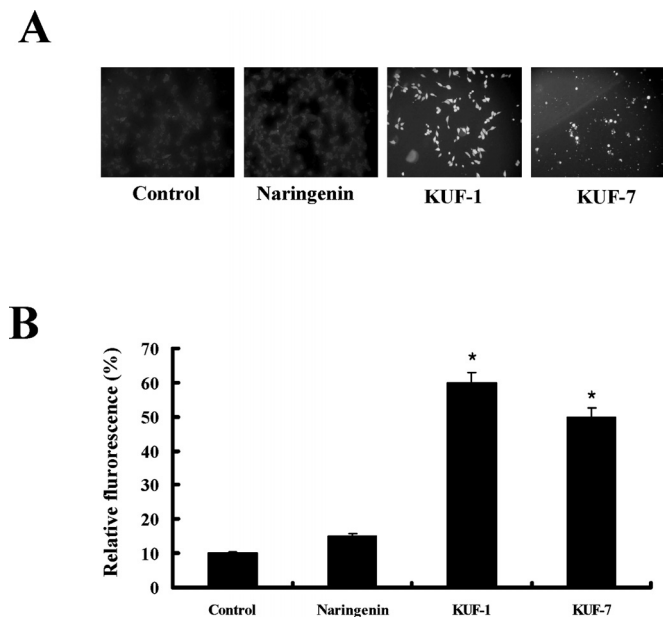 A
Control Naringenin KUF-1 KUF-7
B
Relative flurorescence (%)
70
60
50
40
30
20
10
0
*
*
Control Naringenin KUF-1 KUF-7